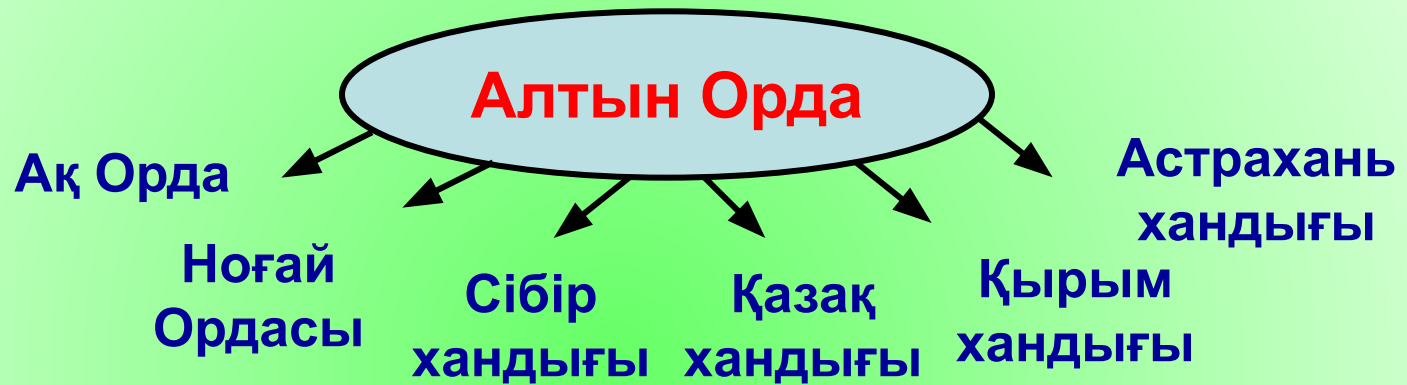 Алтын Орда
Ақ Орда
Ноғай
Ордасы
Сібір
хандығы
Қазақ
хандығы
Қырым
хандығы
Астрахань
хандығы